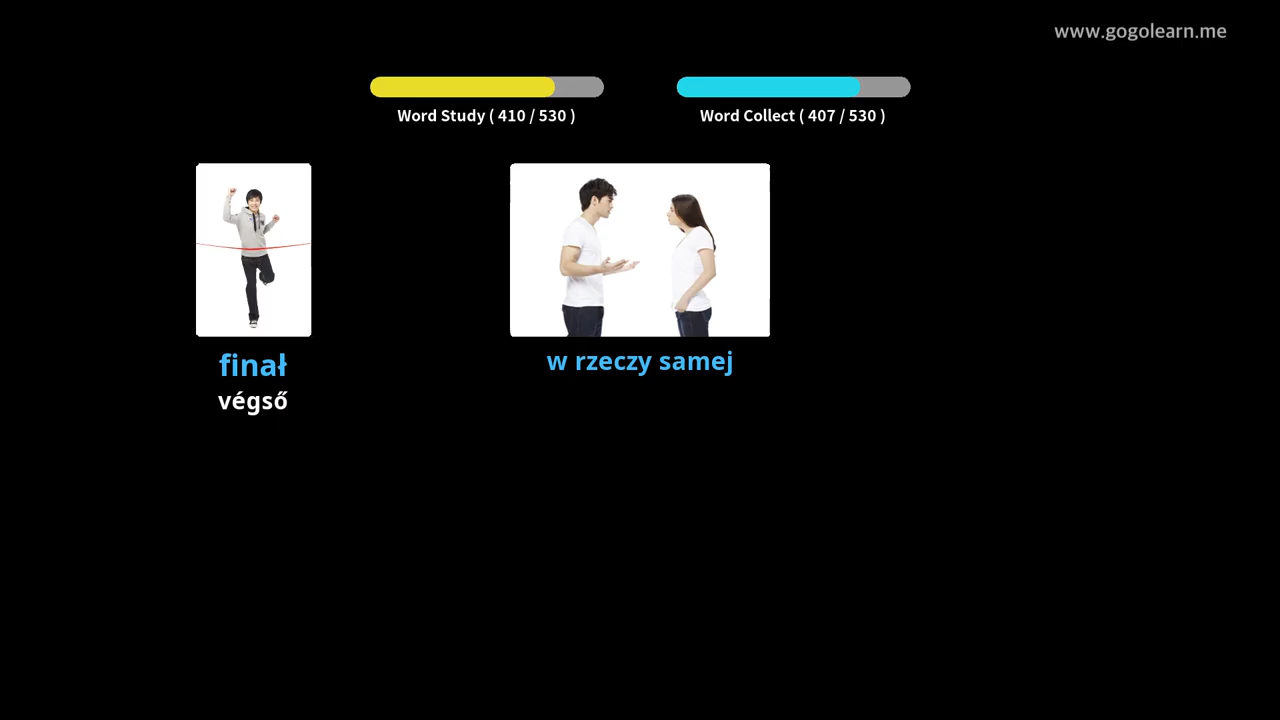 www.gogolearn.me
Word Study ( 410 / 530 )
Word Collect ( 407 / 530 )
finał
végső
w rzeczy samej